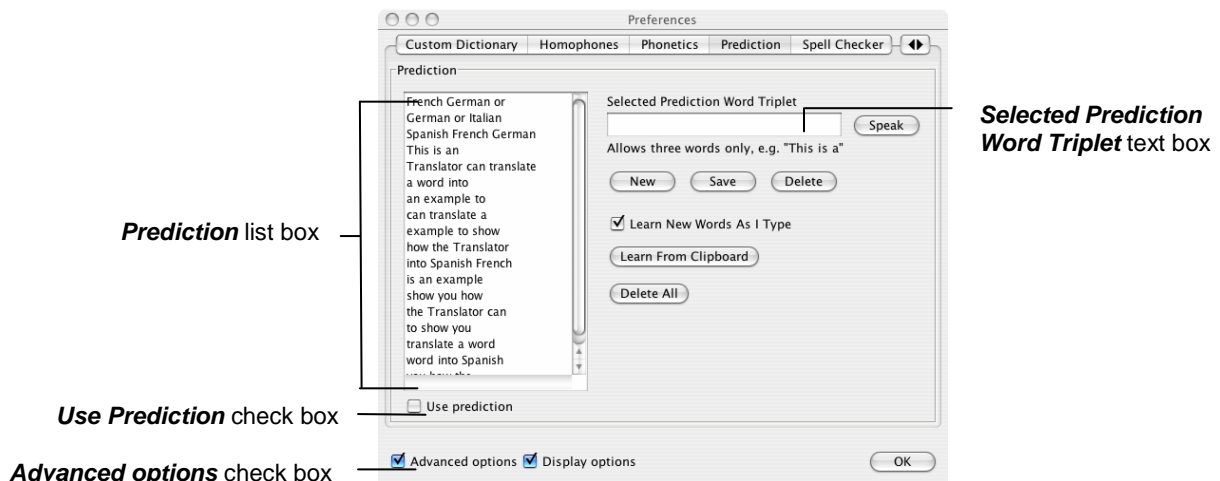 Preferences
Custom Dictionary Homophones Phonetics Prediction Spell Checker
Prediction
French German or
German or Italian
Spanish French German
This is an
Translator can translate
a word into
an example to
can translate a
example to show
how the Translator
into Spanish French
is an example
show you how
the Translator can
to show you
translate a word
word into Spanish
you how the
Selected Prediction Word Triplet
Speak
Allows three words only, e.g. "This is a"
New Save Delete
Learn New Words As I Type
Learn From Clipboard
Delete All
Use prediction
Advanced options Display options
OK
Selected Prediction
Word Triplet text box
Prediction list box
Use Prediction check box
Advanced options check box